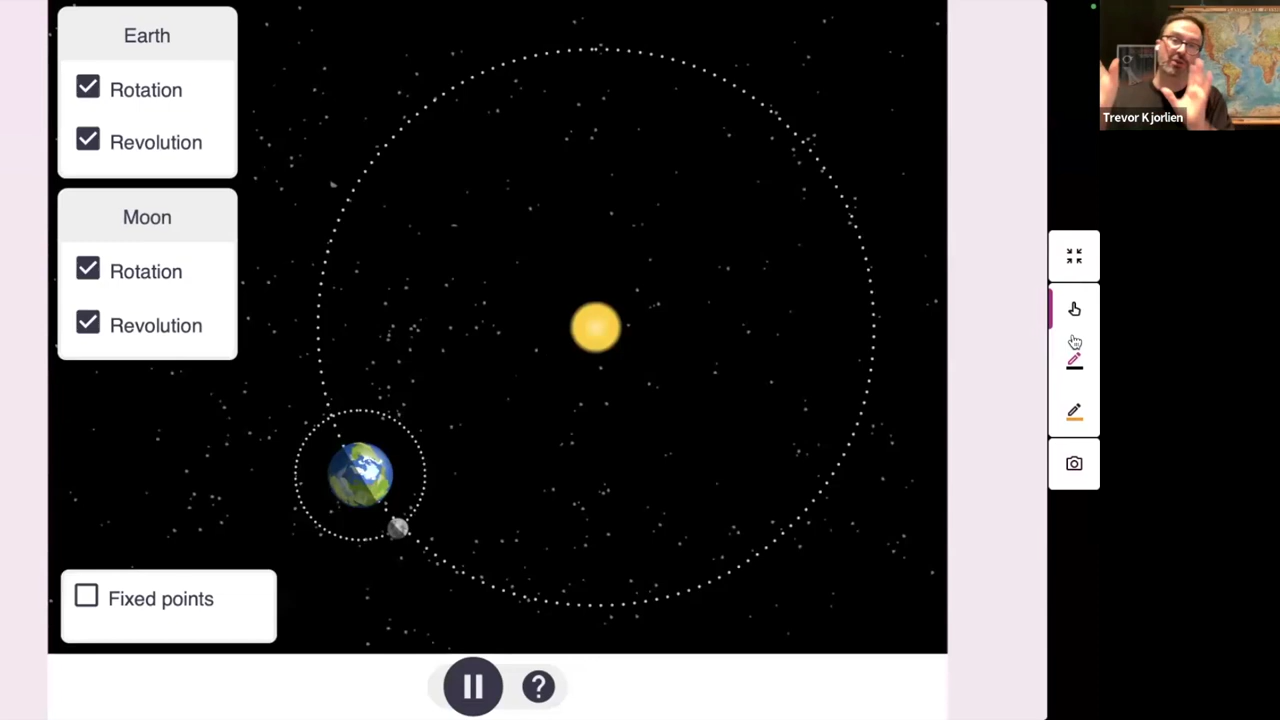 Earth
Rotation
Revolution
Moon
Rotation
Revolution
Fixed points
?
Trevor Kjorlien